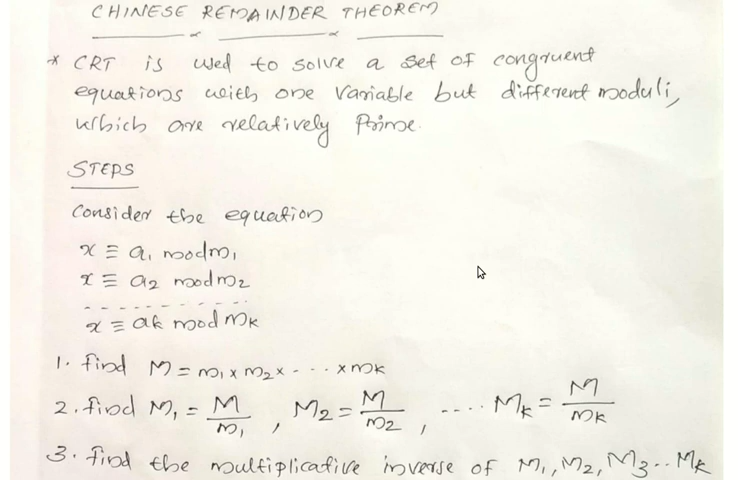 CHINESE REMAINDER THEOREM
* CRT is used to solve a set of congruent
equations with one variable but different moduli,
which are relatively prime.
STEPS
Consider the equation
x ≡ a₁ mod m₁
x ≡ a₂ mod m₂
- - - - - - - - - - - -
x ≡ ak mod mk
1. find M = m₁ x m₂ x - - - x mk
2. find M₁ = M/m₁ , M₂ = M/m₂ , .... Mk = M/mk
3. find the multiplicative inverse of M₁, M₂, M₃ .. Mk